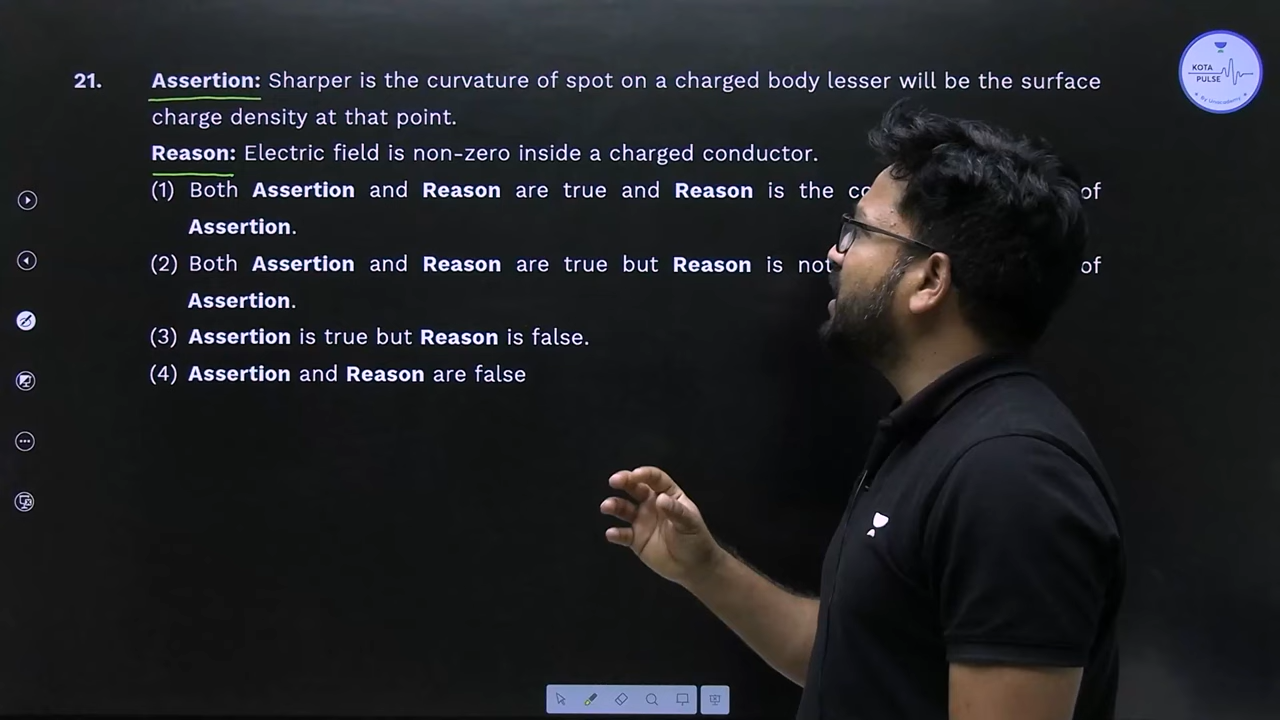 KOTA
PULSE
By Unacademy
21. Assertion: Sharper is the curvature of spot on a charged body lesser will be the surface
charge density at that point.
Reason: Electric field is non-zero inside a charged conductor.
(1) Both Assertion and Reason are true and Reason is the of
Assertion.
(2) Both Assertion and Reason are true but Reason is not of
Assertion.
(3) Assertion is true but Reason is false.
(4) Assertion and Reason are false